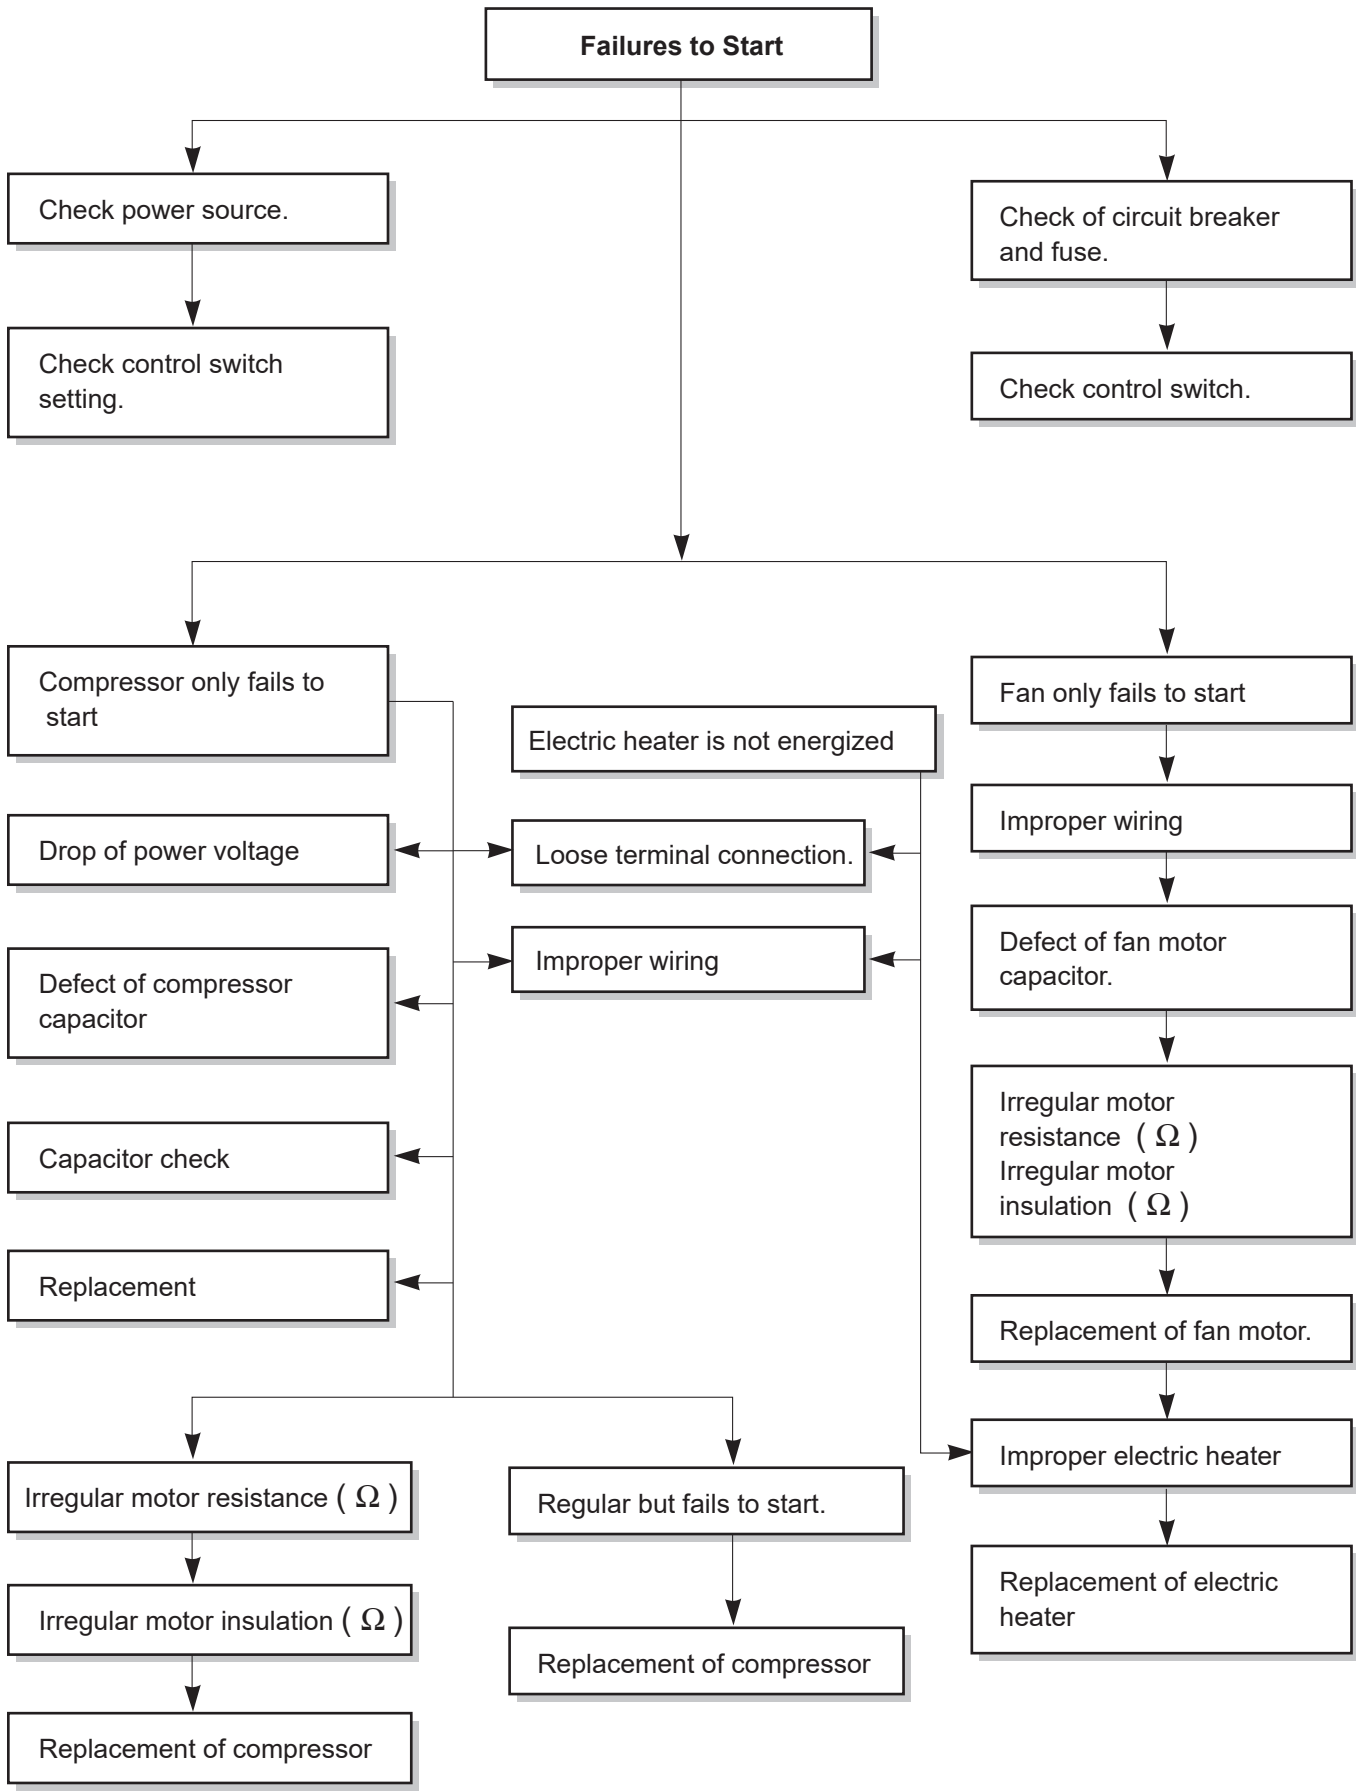 Failures to Start
Check power source.
Check of circuit breaker
and fuse.
Check control switch
setting.
Check control switch.
Compressor only fails to
start
Electric heater is not energized
Fan only fails to start
Drop of power voltage
Loose terminal connection.
Improper wiring
Defect of compressor
capacitor
Improper wiring
Defect of fan motor
capacitor.
Capacitor check
Irregular motor
resistance ( Ω )
Irregular motor
insulation ( Ω )
Replacement
Replacement of fan motor.
Irregular motor resistance ( Ω )
Regular but fails to start.
Improper electric heater
Irregular motor insulation ( Ω )
Replacement of compressor
Replacement of electric
heater
Replacement of compressor